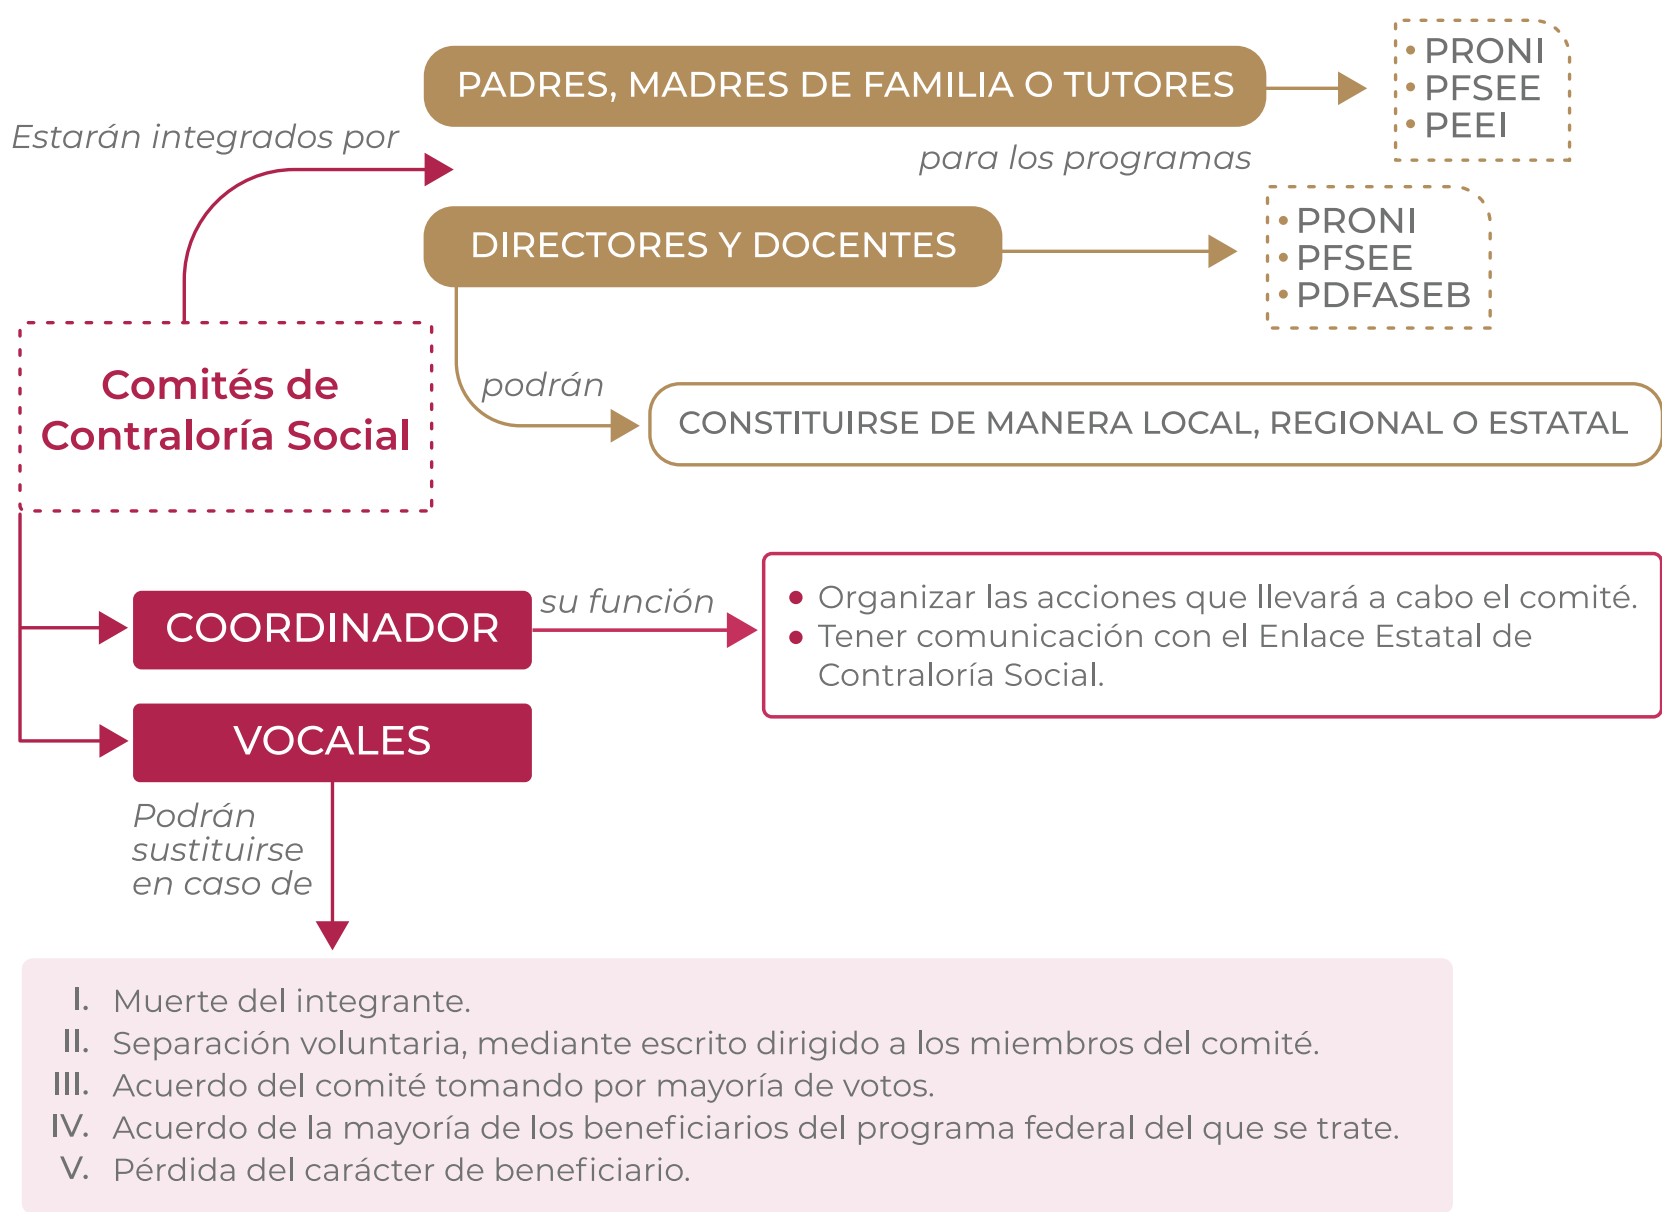 PADRES, MADRES DE FAMILIA O TUTORES
• PRONI
• PFSEE
• PEEI
Estarán integrados por
para los programas
DIRECTORES Y DOCENTES
• PRONI
• PFSEE
• PDFASEB
Comités de
Contraloría Social
podrán
CONSTITUIRSE DE MANERA LOCAL, REGIONAL O ESTATAL
COORDINADOR
su función
• Organizar las acciones que llevará a cabo el comité.
• Tener comunicación con el Enlace Estatal de
Contraloría Social.
VOCALES
Podrán
sustituirse
en caso de
I. Muerte del integrante.
II. Separación voluntaria, mediante escrito dirigido a los miembros del comité.
III. Acuerdo del comité tomando por mayoría de votos.
IV. Acuerdo de la mayoría de los beneficiarios del programa federal del que se trate.
V. Pérdida del carácter de beneficiario.